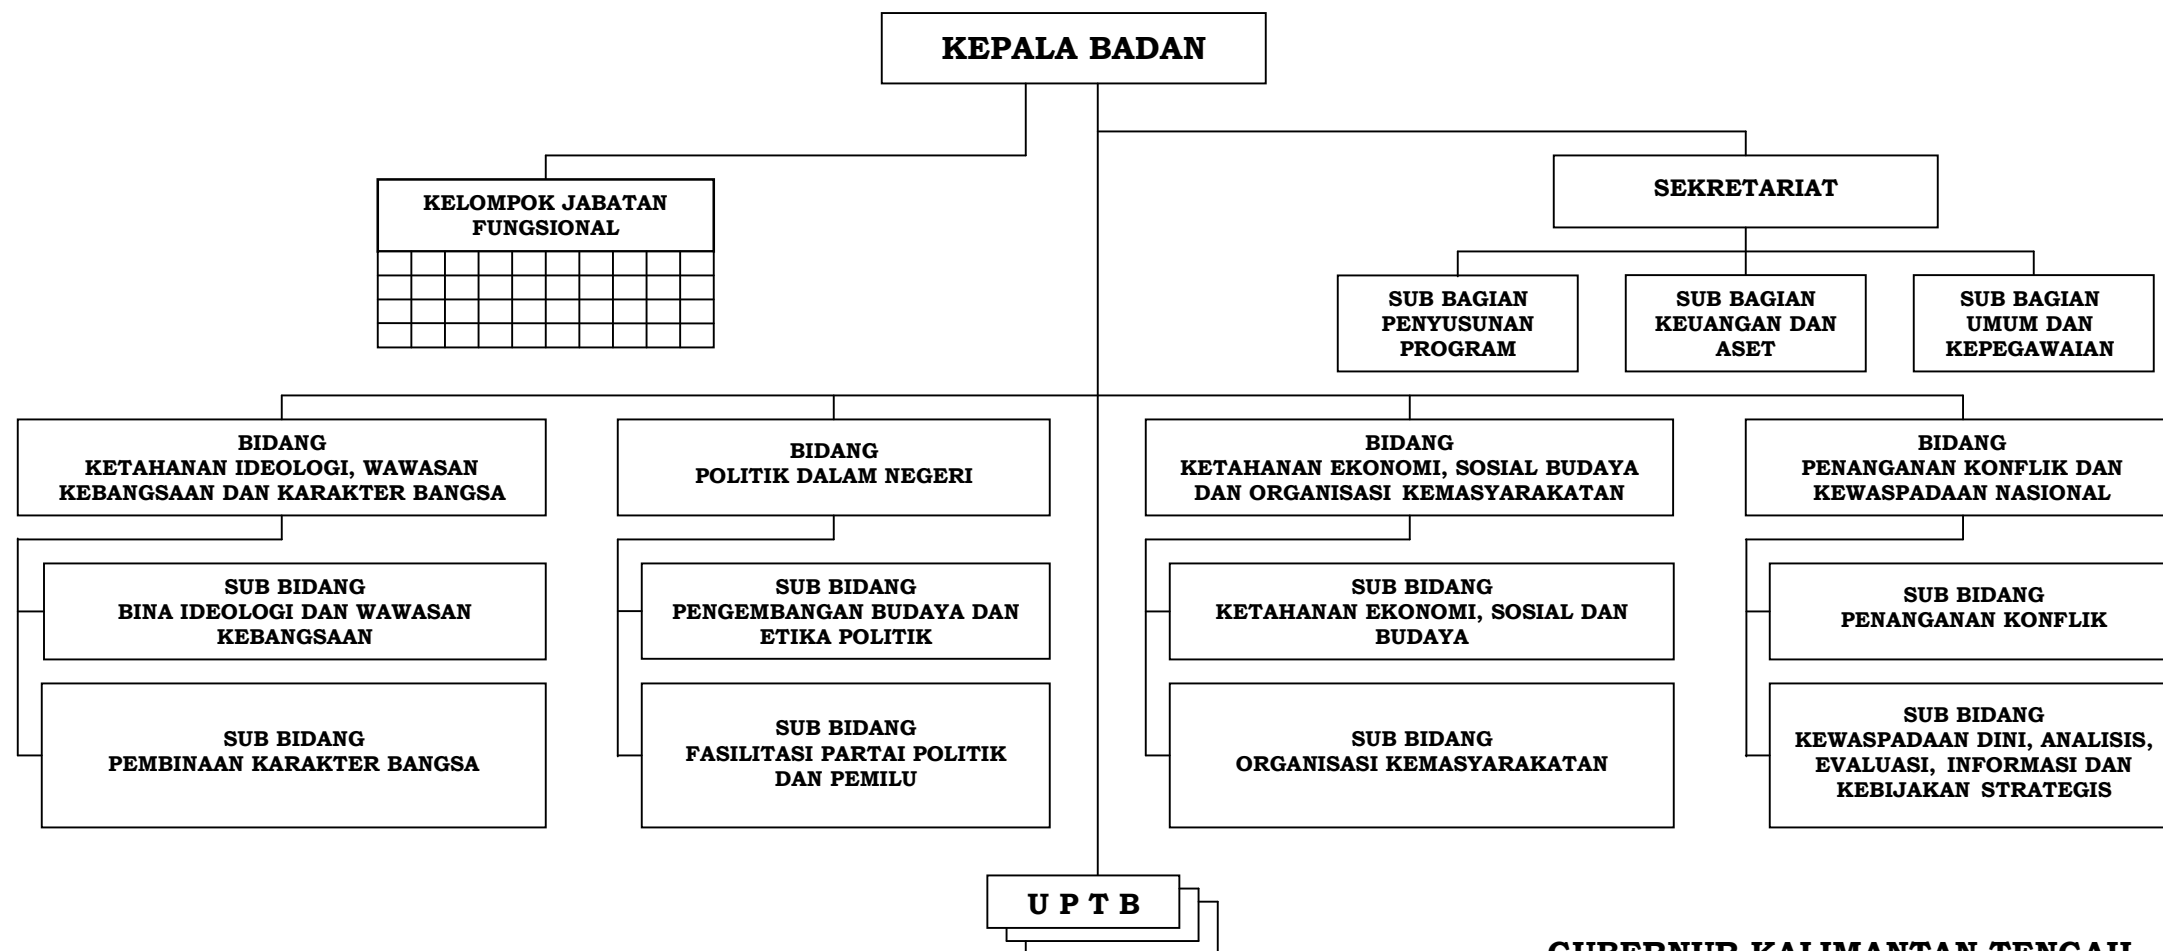 KEPALA BADAN
KELOMPOK JABATAN
FUNGSIONAL
SEKRETARIAT
SUB BAGIAN
PENYUSUNAN
PROGRAM
SUB BAGIAN
KEUANGAN DAN
ASET
SUB BAGIAN
UMUM DAN
KEPEGAWAIAN
BIDANG
KETAHANAN IDEOLOGI, WAWASAN
KEBANGSAAN DAN KARAKTER BANGSA
BIDANG
POLITIK DALAM NEGERI
BIDANG
KETAHANAN EKONOMI, SOSIAL BUDAYA
DAN ORGANISASI KEMASYARAKATAN
BIDANG
PENANGANAN KONFLIK DAN
KEWASPADAAN NASIONAL
SUB BIDANG
BINA IDEOLOGI DAN WAWASAN
KEBANGSAAN
SUB BIDANG
PENGEMBANGAN BUDAYA DAN
ETIKA POLITIK
SUB BIDANG
KETAHANAN EKONOMI, SOSIAL DAN
BUDAYA
SUB BIDANG
PENANGANAN KONFLIK
SUB BIDANG
PEMBINAAN KARAKTER BANGSA
SUB BIDANG
FASILITASI PARTAI POLITIK
DAN PEMILU
SUB BIDANG
ORGANISASI KEMASYARAKATAN
SUB BIDANG
KEWASPADAAN DINI, ANALISIS,
EVALUASI, INFORMASI DAN
KEBIJAKAN STRATEGIS
U P T B
GUBERNUR KALIMANTAN TENGAH